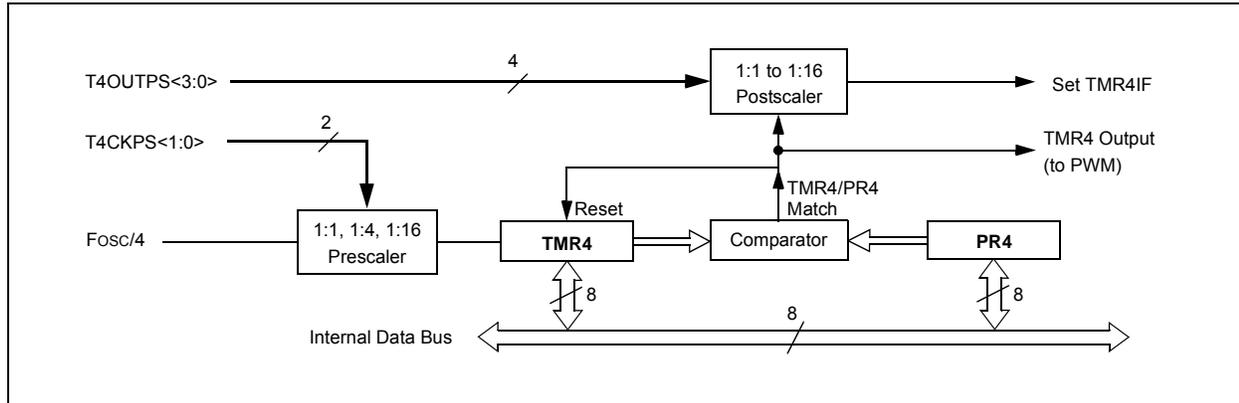 T4OUTPS<3:0>
4
1:1 to 1:16
Postscaler
Set TMR4IF
T4CKPS<1:0>
2
TMR4 Output
(to PWM)
TMR4/PR4
Match
Reset
FOSC/4
1:1, 1:4, 1:16
Prescaler
TMR4
Comparator
PR4
8
8
Internal Data Bus
8